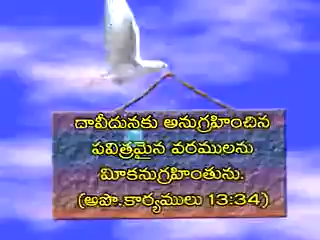 దావీదునకు అనుగ్రహించిన
పవిత్రమైన వరములను
మీకనుగ్రహింతును.
(అపొ.కార్యములు 13:34)